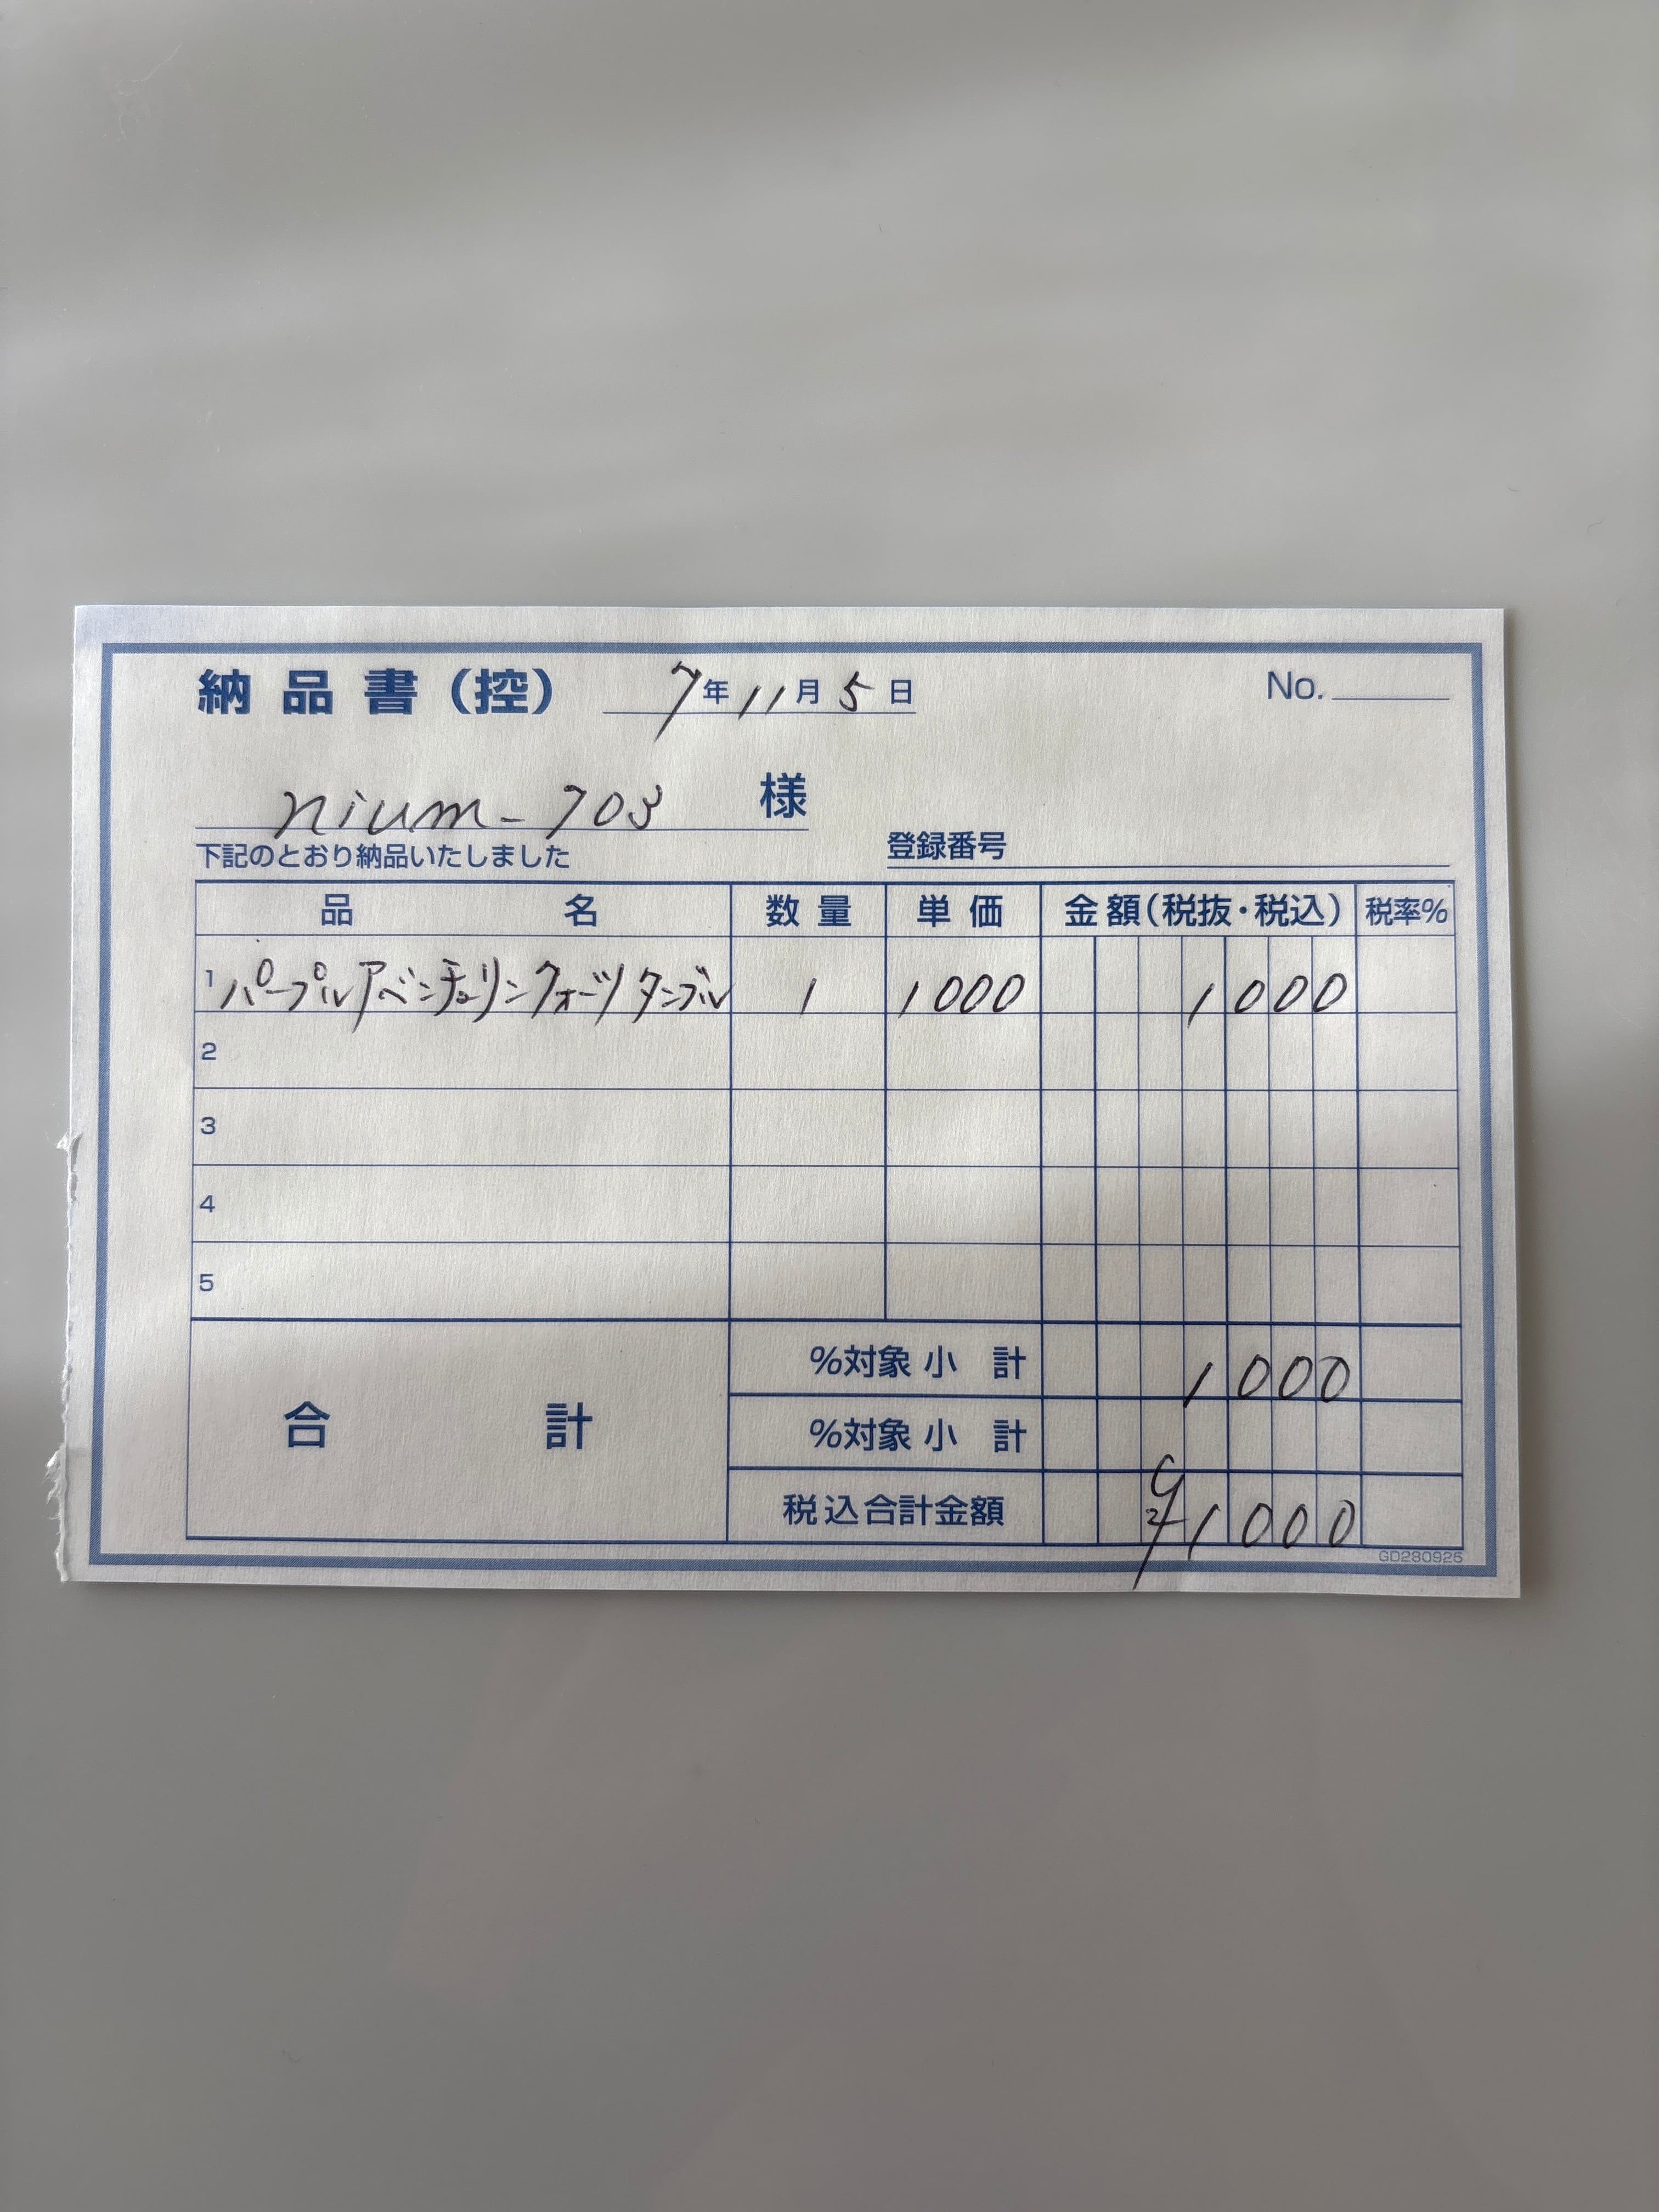 納品書(控) 7年11月5日 No.
nium-703 様
下記のとおり納品いたしました 登録番号
品名 数量 単価 金額(税抜・税込) 税率%
1 パープルアベンチュリンクォーツタンブル 1 1000 1000
2
3
4
5
合計 %対象小計 1000
%対象小計
税込合計金額 1000
GD280926